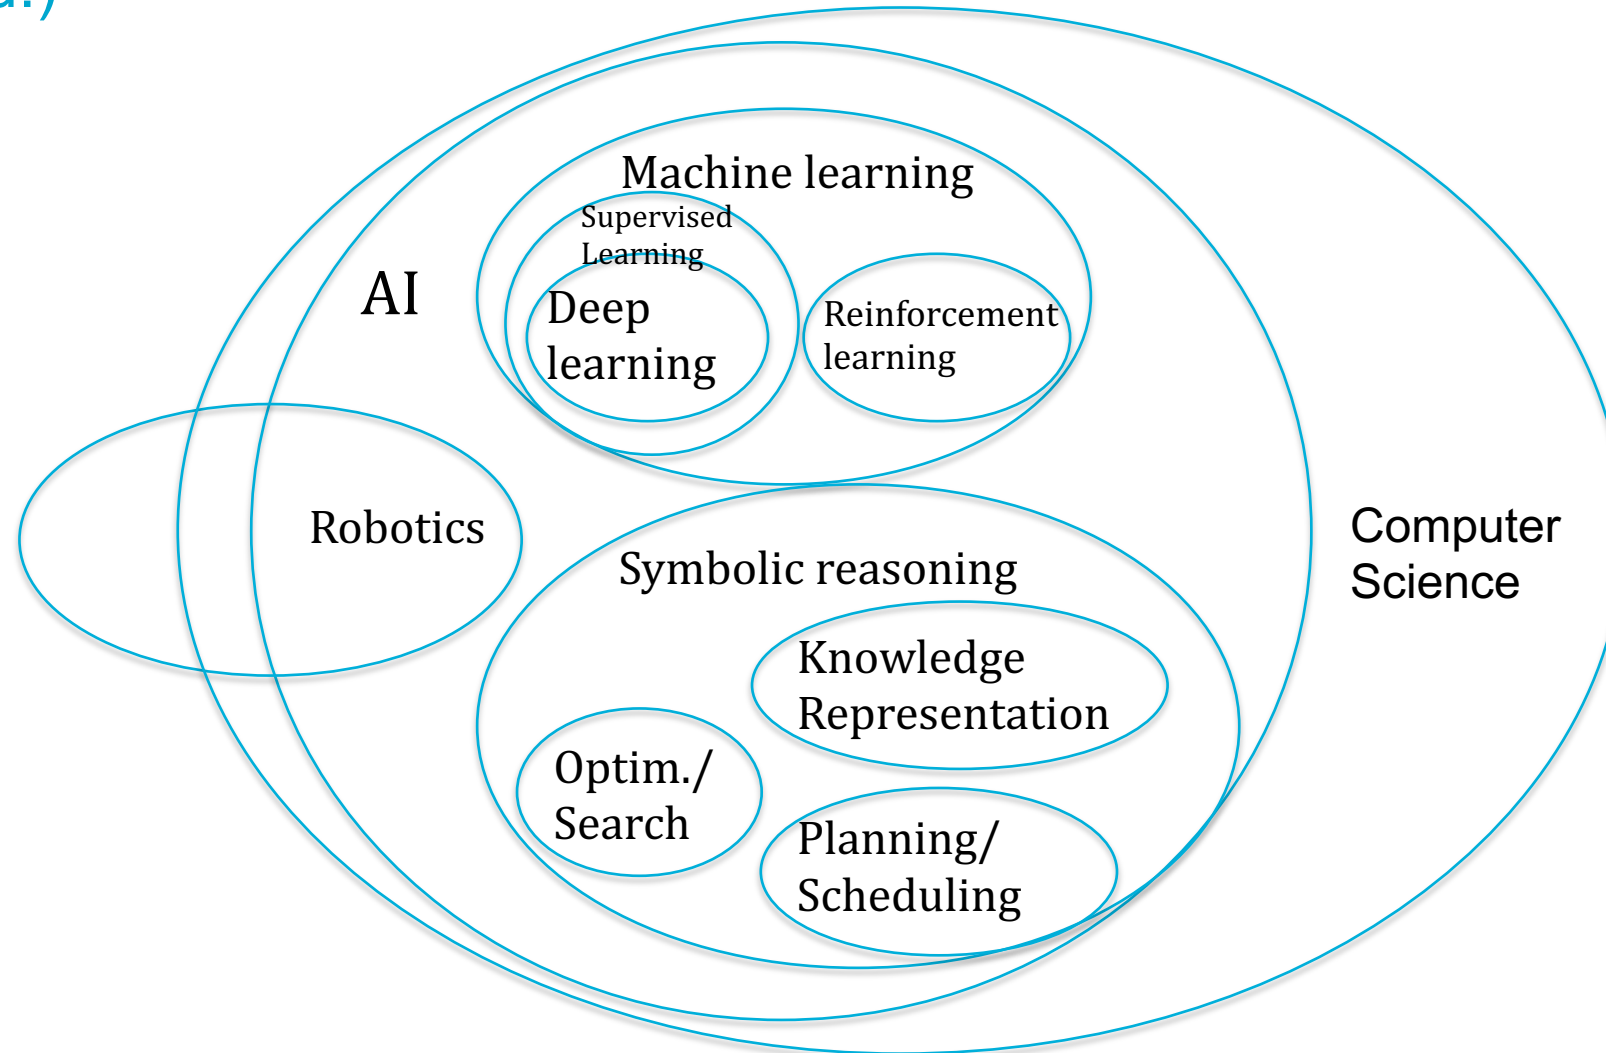 Machine learning
Supervised
Learning
AI
Deep
learning
Reinforcement
learning
Robotics
Computer
Science
Symbolic reasoning
Knowledge
Representation
Optim./
Search
Planning/
Scheduling